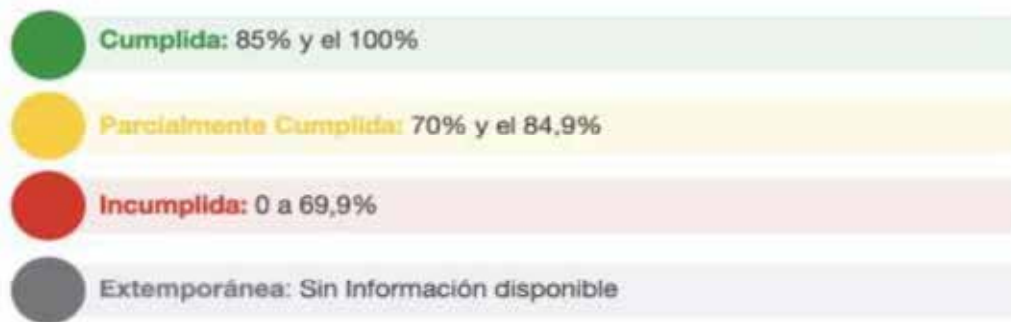 Cumplida: 85% y el 100%
Parcialmente Cumplida: 70% y el 84,9%
Incumplida: 0 a 69,9%
Extemporánea: Sin Información disponible